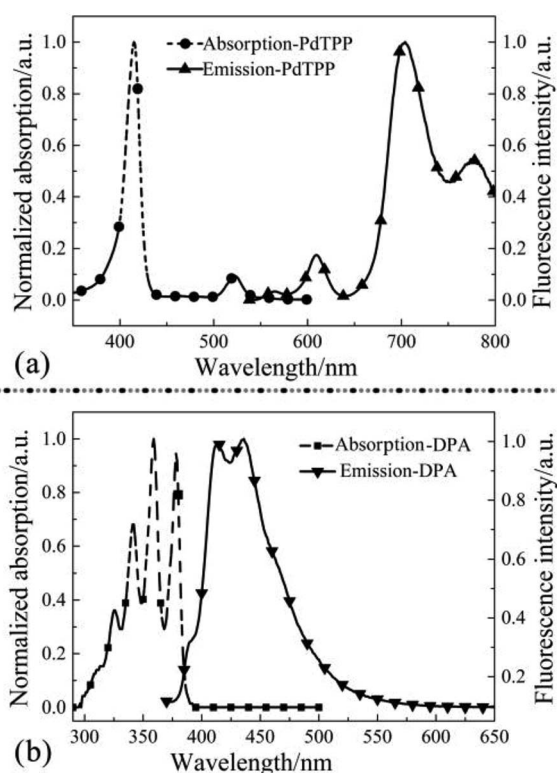 Normalized absorption/a.u.
1.0
0.8
0.6
0.4
0.2
0.0
Absorption-PdTPP
Emission-PdTPP
1.0
0.8
0.6
0.4
0.2
0.0
Fluorescence intensity/a.u.
400 500 600 700 800
Wavelength/nm
(a)
Normalized absorption/a.u.
1.0
0.8
0.6
0.4
0.2
0.0
Absorption-DPA
Emission-DPA
1.0
0.8
0.6
0.4
0.2
Fluorescence intensity/a.u.
300 350 400 450 500 550 600 650
Wavelength/nm
(b)